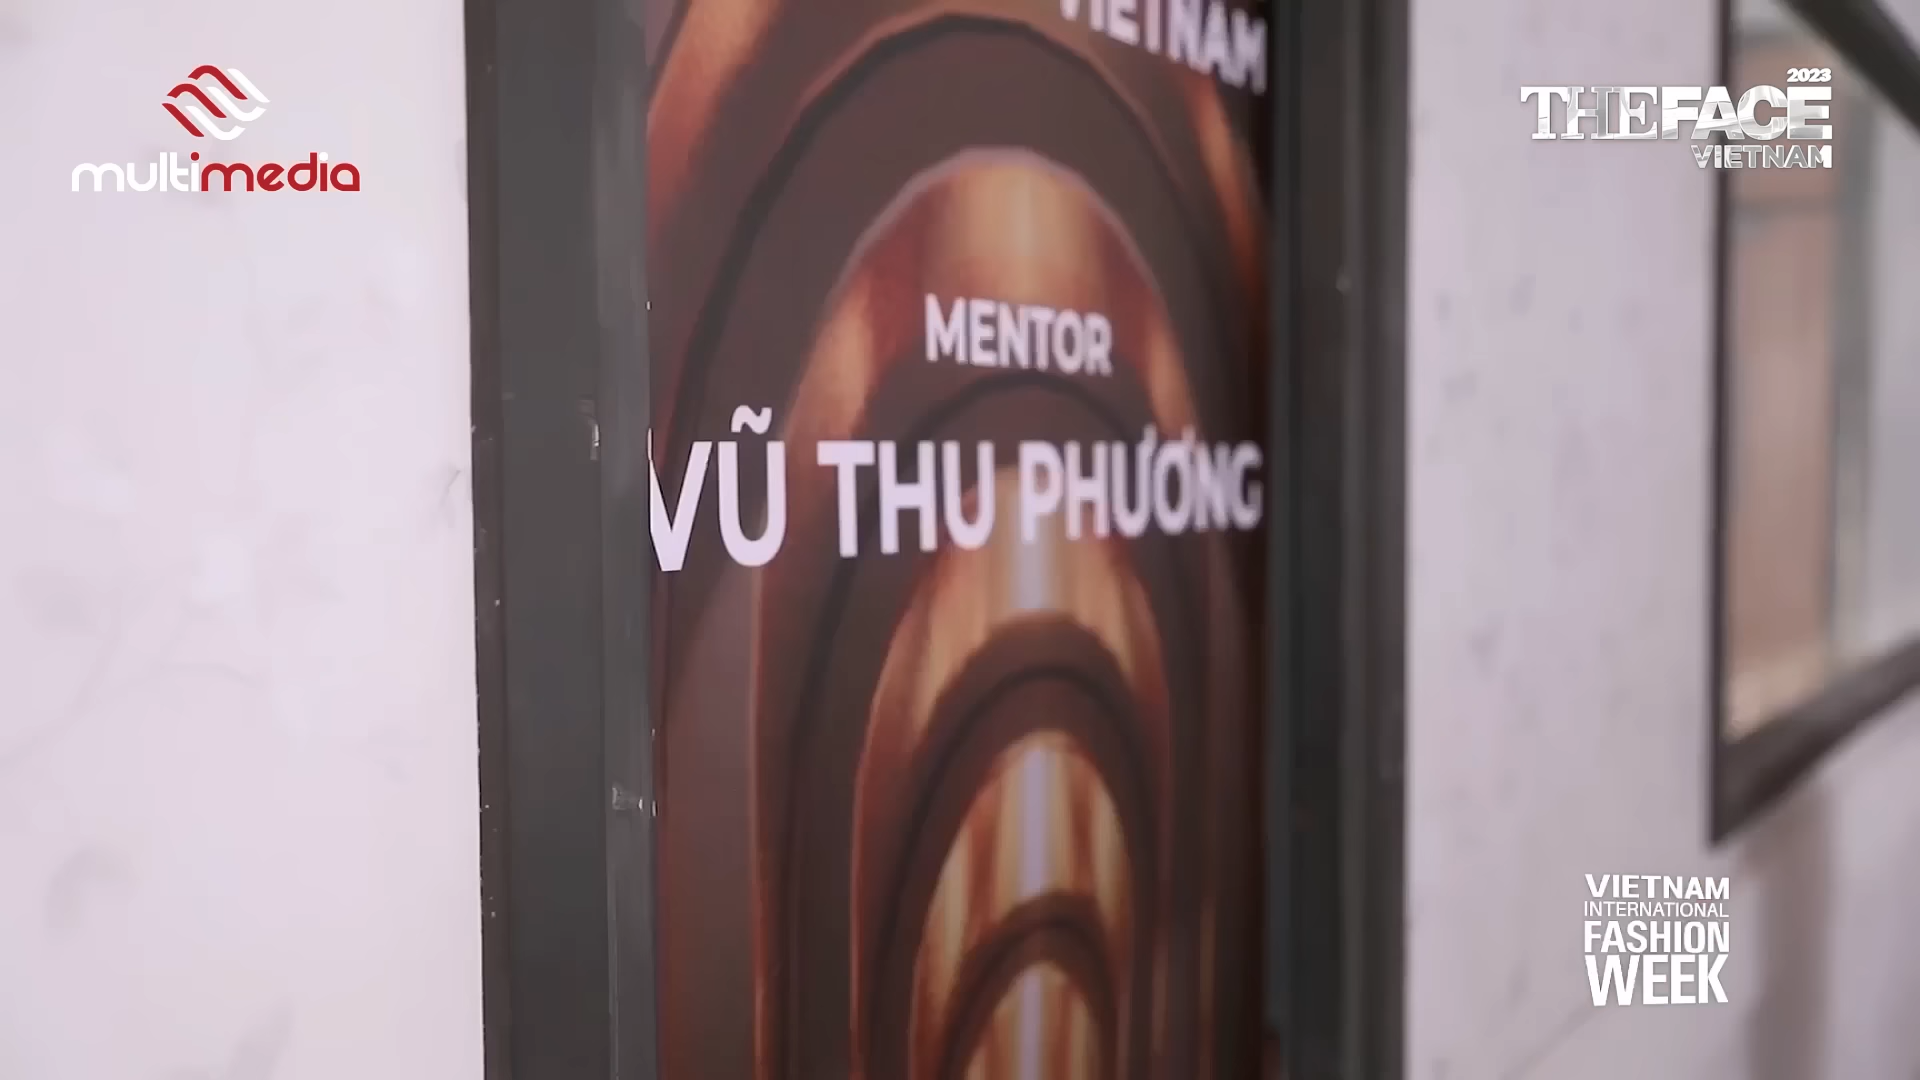 multimedia
2023
THE FACE
VIETNAM
VIETNAM
MENTOR
VŨ THU PHƯƠNG
VIETNAM
INTERNATIONAL
FASHION
WEEK